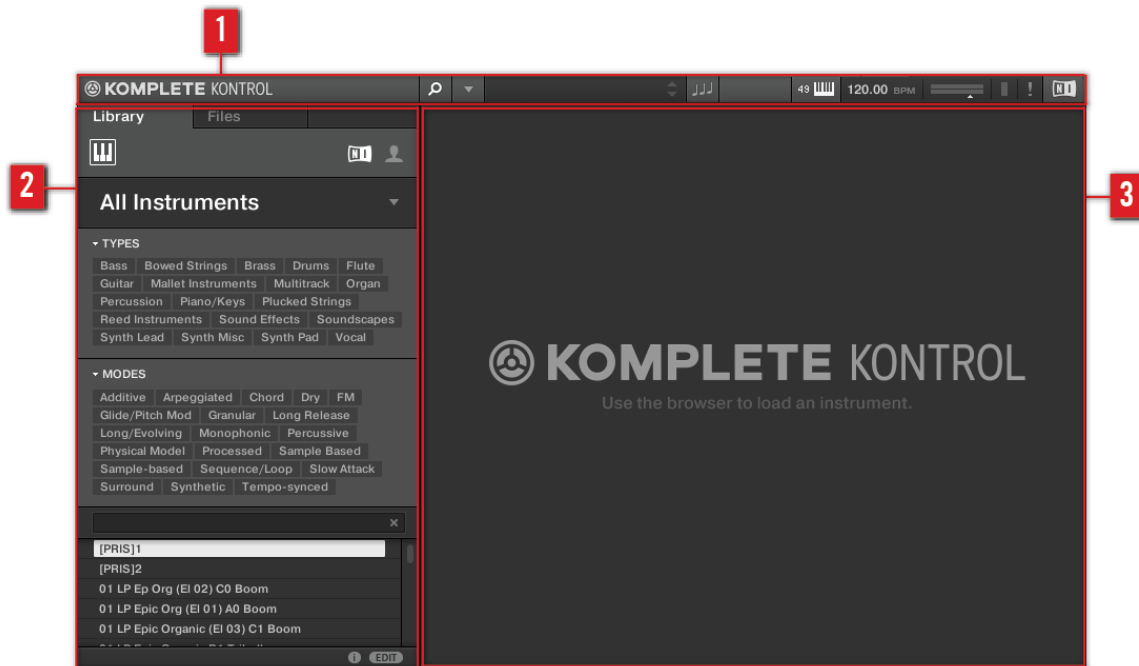 1
KOMPLETE KONTROL
49
120.00 BPM
!
NI
Library Files
NI
2
3
All Instruments
TYPES
Bass Bowed Strings Brass Drums Flute
Guitar Mallet Instruments Multitrack Organ
Percussion Piano/Keys Plucked Strings
Reed Instruments Sound Effects Soundscapes
Synth Lead Synth Misc Synth Pad Vocal
MODES
Additive Arpeggiated Chord Dry FM
Glide/Pitch Mod Granular Long Release
Long/Evolving Monophonic Percussive
Physical Model Processed Sample Based
Sample-based Sequence/Loop Slow Attack
Surround Synthetic Tempo-synced
KOMPLETE KONTROL
Use the browser to load an instrument.
[PRIS]1
[PRIS]2
01 LP Ep Org (El 02) C0 Boom
01 LP Epic Org (El 01) A0 Boom
01 LP Epic Organic (El 03) C1 Boom
EDIT